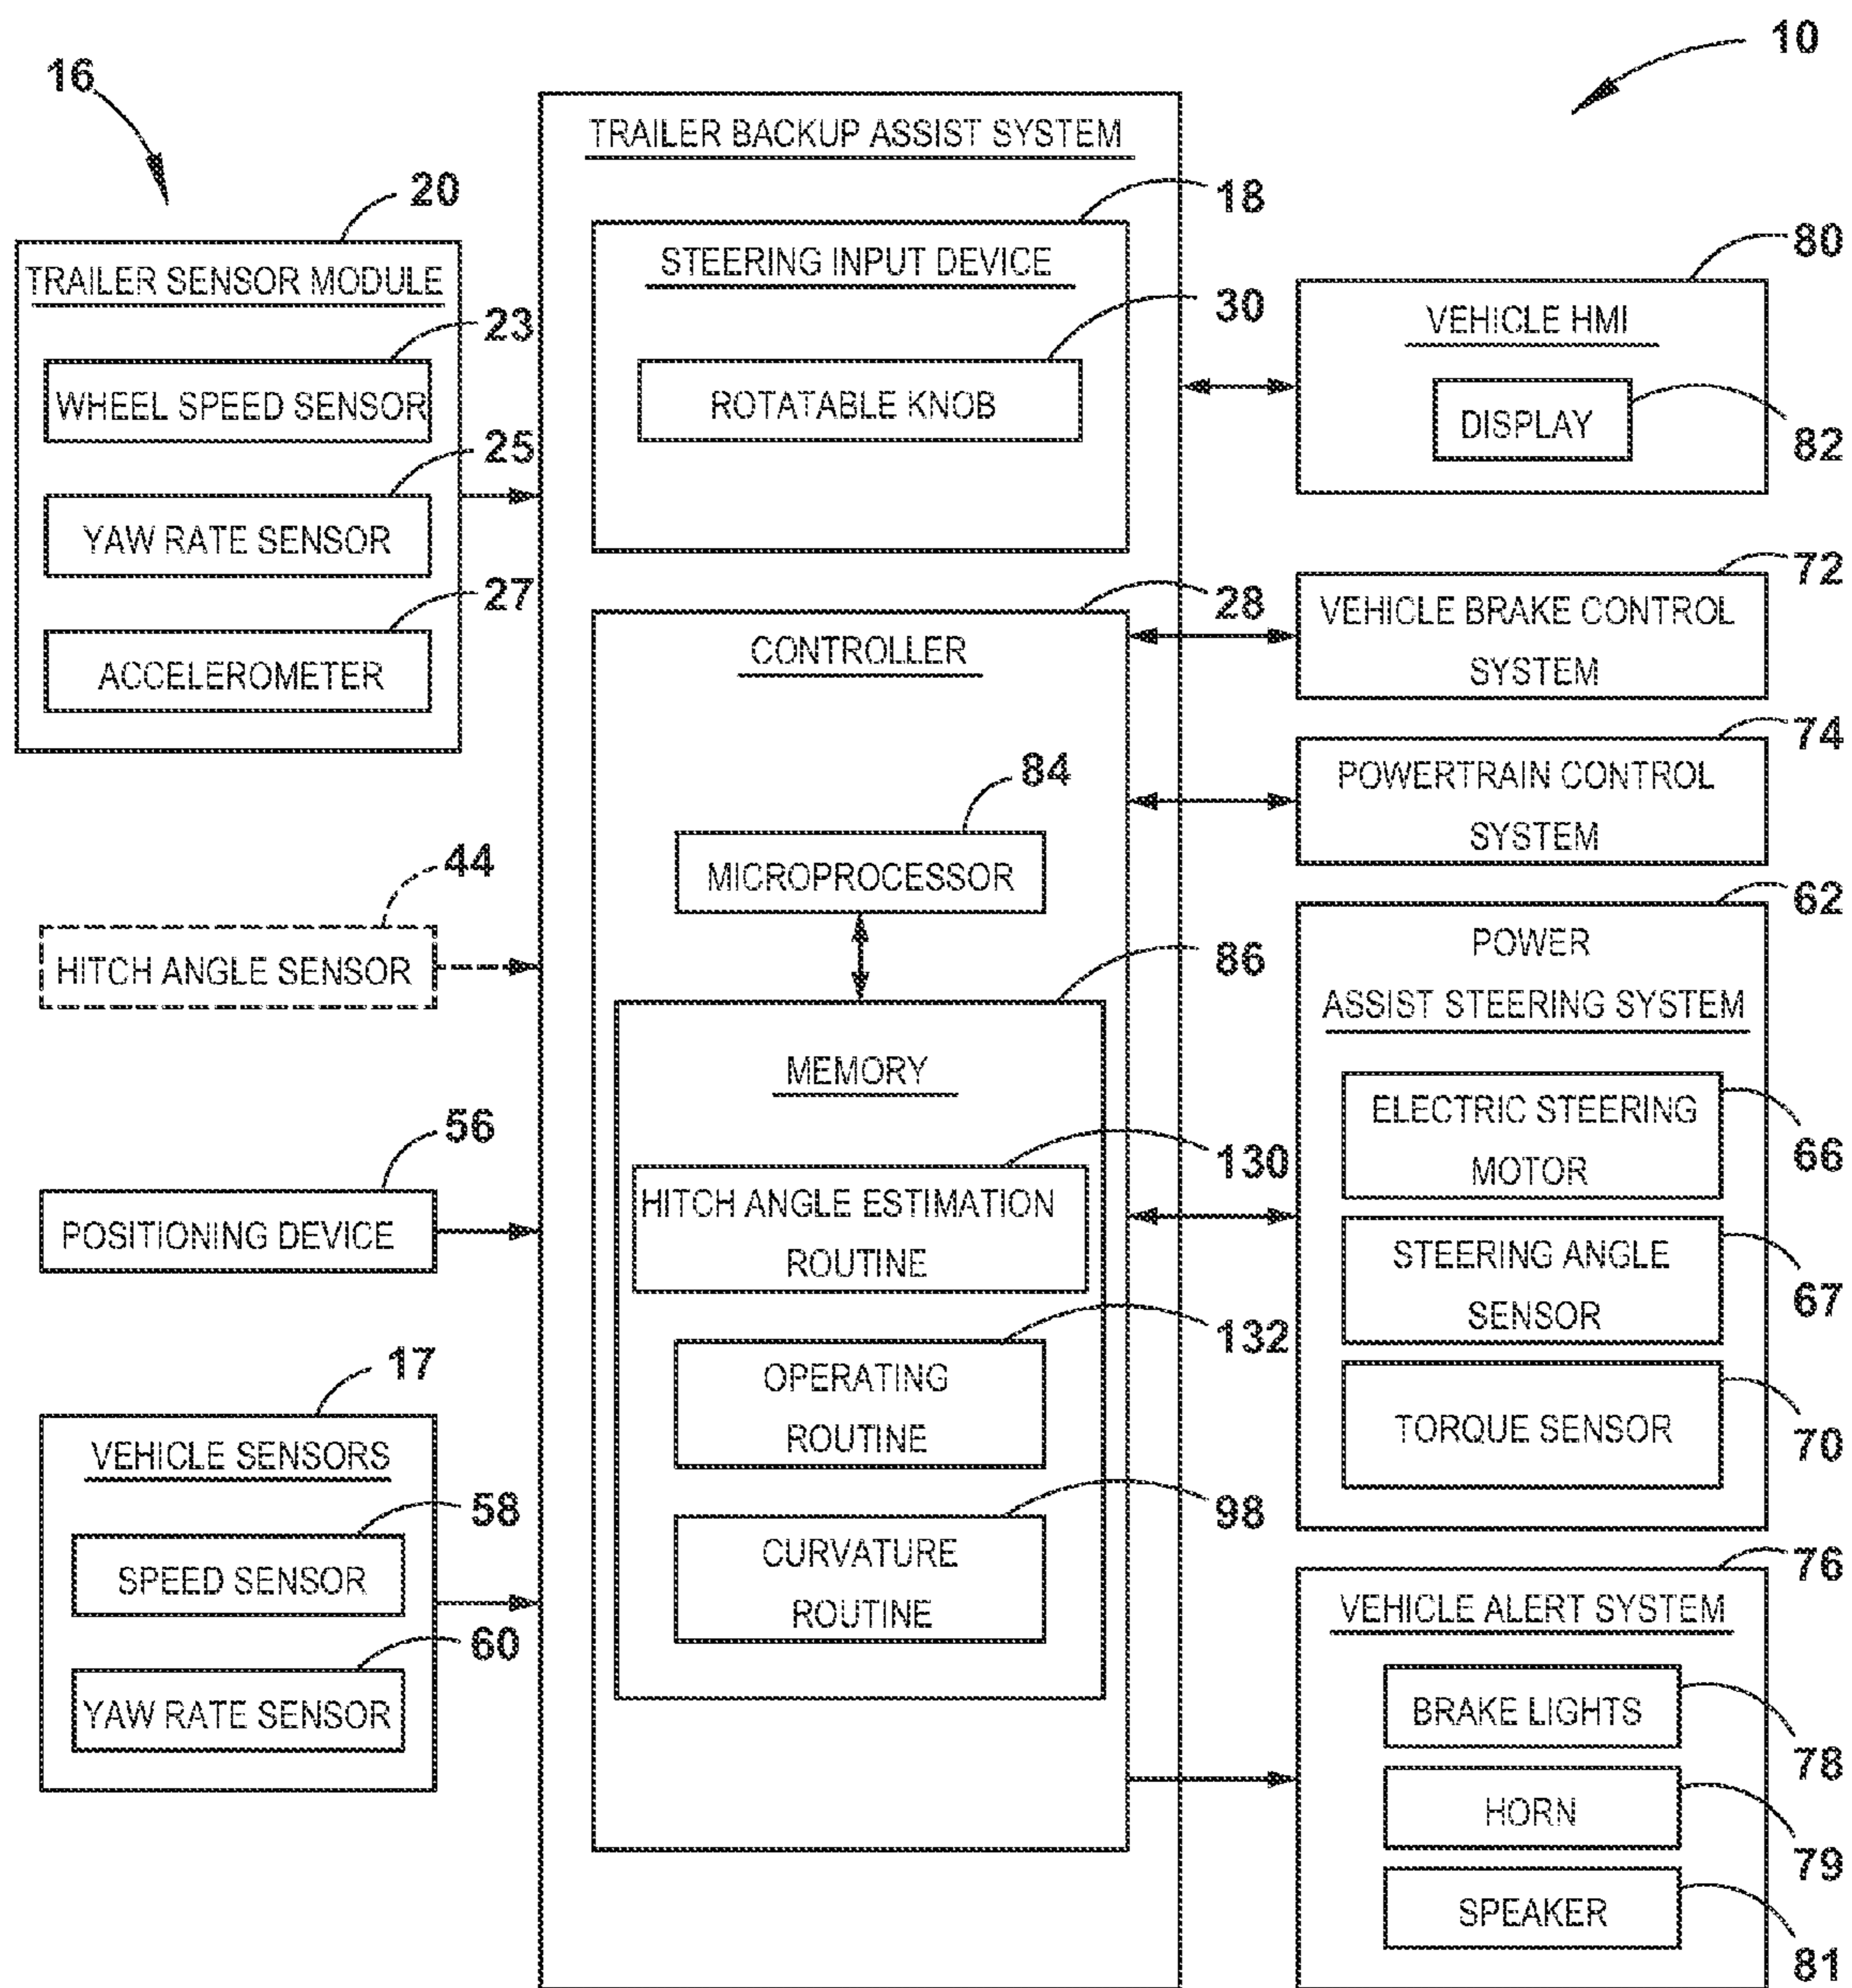 10
16
TRAILER BACKUP ASSIST SYSTEM
20
TRAILER SENSOR MODULE
23
WHEEL SPEED SENSOR
25
YAW RATE SENSOR
27
ACCELEROMETER
44
HITCH ANGLE SENSOR
56
POSITIONING DEVICE
17
VEHICLE SENSORS
58
SPEED SENSOR
60
YAW RATE SENSOR
18
STEERING INPUT DEVICE
30
ROTATABLE KNOB
28
CONTROLLER
84
MICROPROCESSOR
86
MEMORY
130
HITCH ANGLE ESTIMATION
ROUTINE
132
OPERATING
ROUTINE
98
CURVATURE
ROUTINE
80
VEHICLE HMI
DISPLAY
82
72
VEHICLE BRAKE CONTROL
SYSTEM
74
POWERTRAIN CONTROL
SYSTEM
62
POWER
ASSIST STEERING SYSTEM
ELECTRIC STEERING
MOTOR
66
STEERING ANGLE
SENSOR
67
TORQUE SENSOR
70
76
VEHICLE ALERT SYSTEM
BRAKE LIGHTS
78
HORN
79
SPEAKER
81